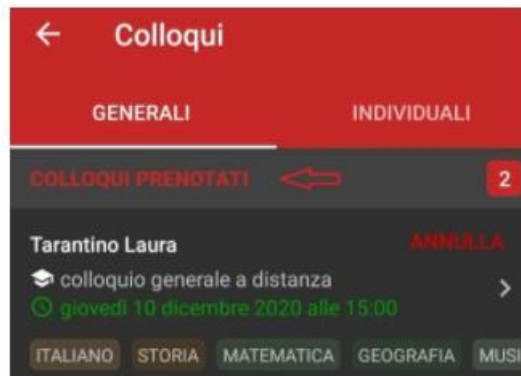 Colloqui
GENERALI INDIVIDUALI
COLLOQUI PRENOTATI 2
Tarantino Laura ANNULLA
colloquio generale a distanza
giovedì 10 dicembre 2020 alle 15:00
ITALIANO STORIA MATEMATICA GEOGRAFIA MUSI